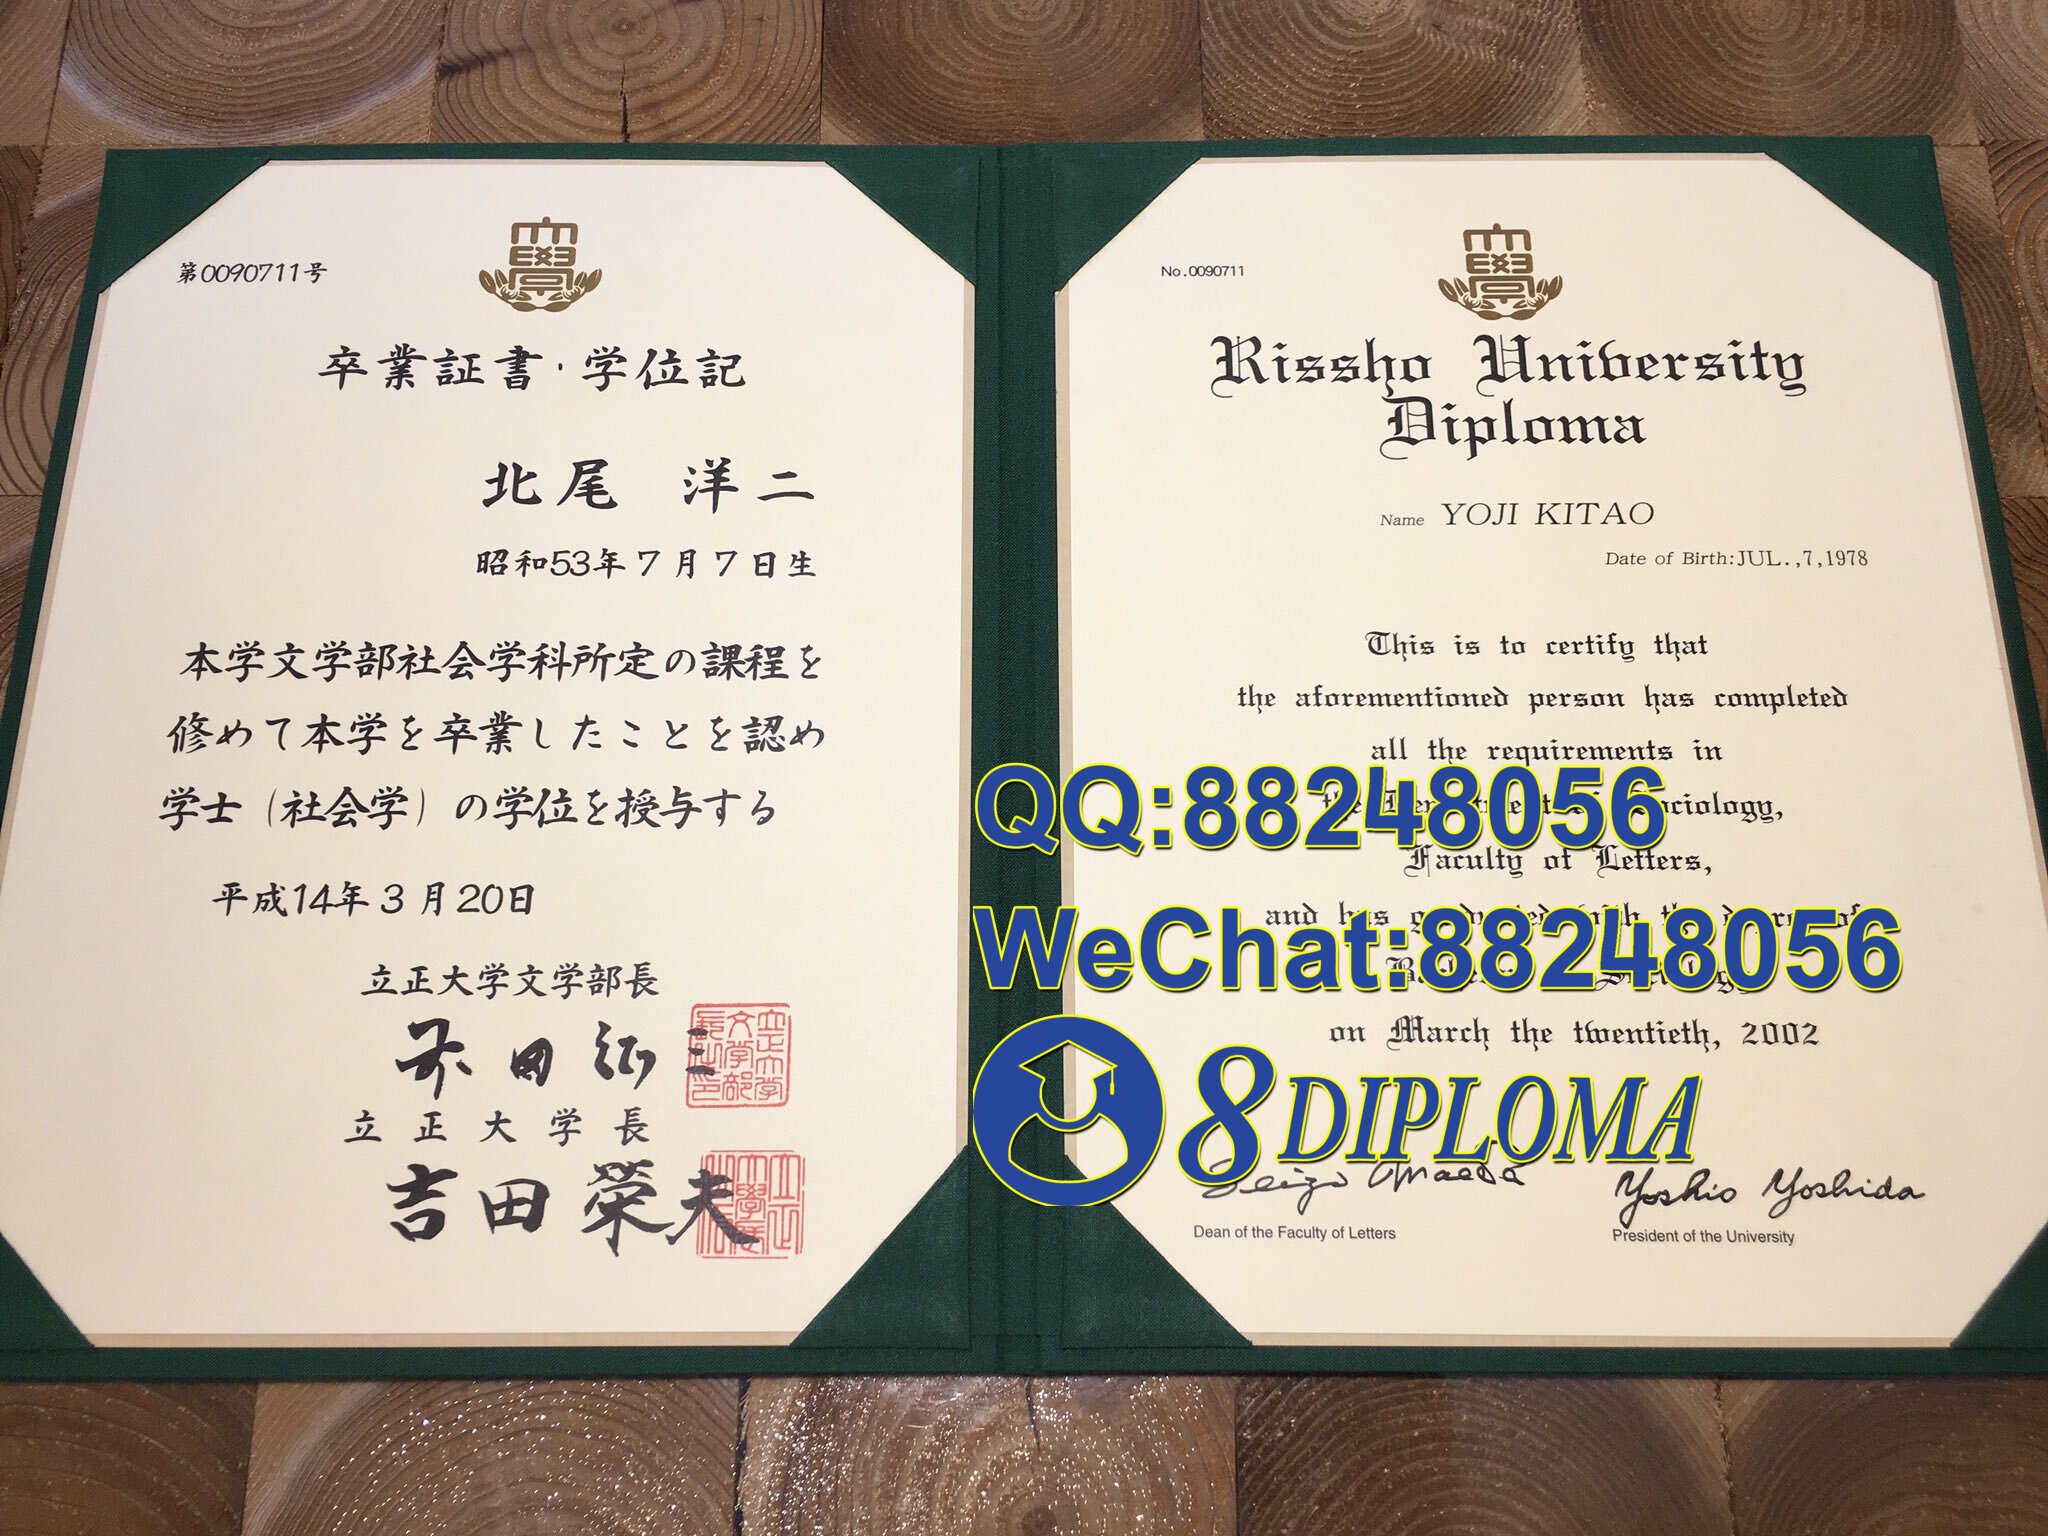 第0090711号
卒業証書・学位記
北尾 洋二
昭和53年7月7日生
本学文学部社会学科所定の課程を
修めて本学を卒業したことを認め
学士(社会学)の学位を授与する
平成14年3月20日
立正大学文学部長
立正大学長
吉田榮夫
No.0090711
Rissho University
Diploma
Name YOJI KITAO
Date of Birth:JUL.,7,1978
This is to certify that
the aforementioned person has completed
all the requirements in
Sociology,
Faculty of Letters,
and has
on March the twentieth, 2002
QQ:88248056
WeChat:88248056
8DIPLOMA
Yoshio Yoshida
Dean of the Faculty of Letters
President of the University